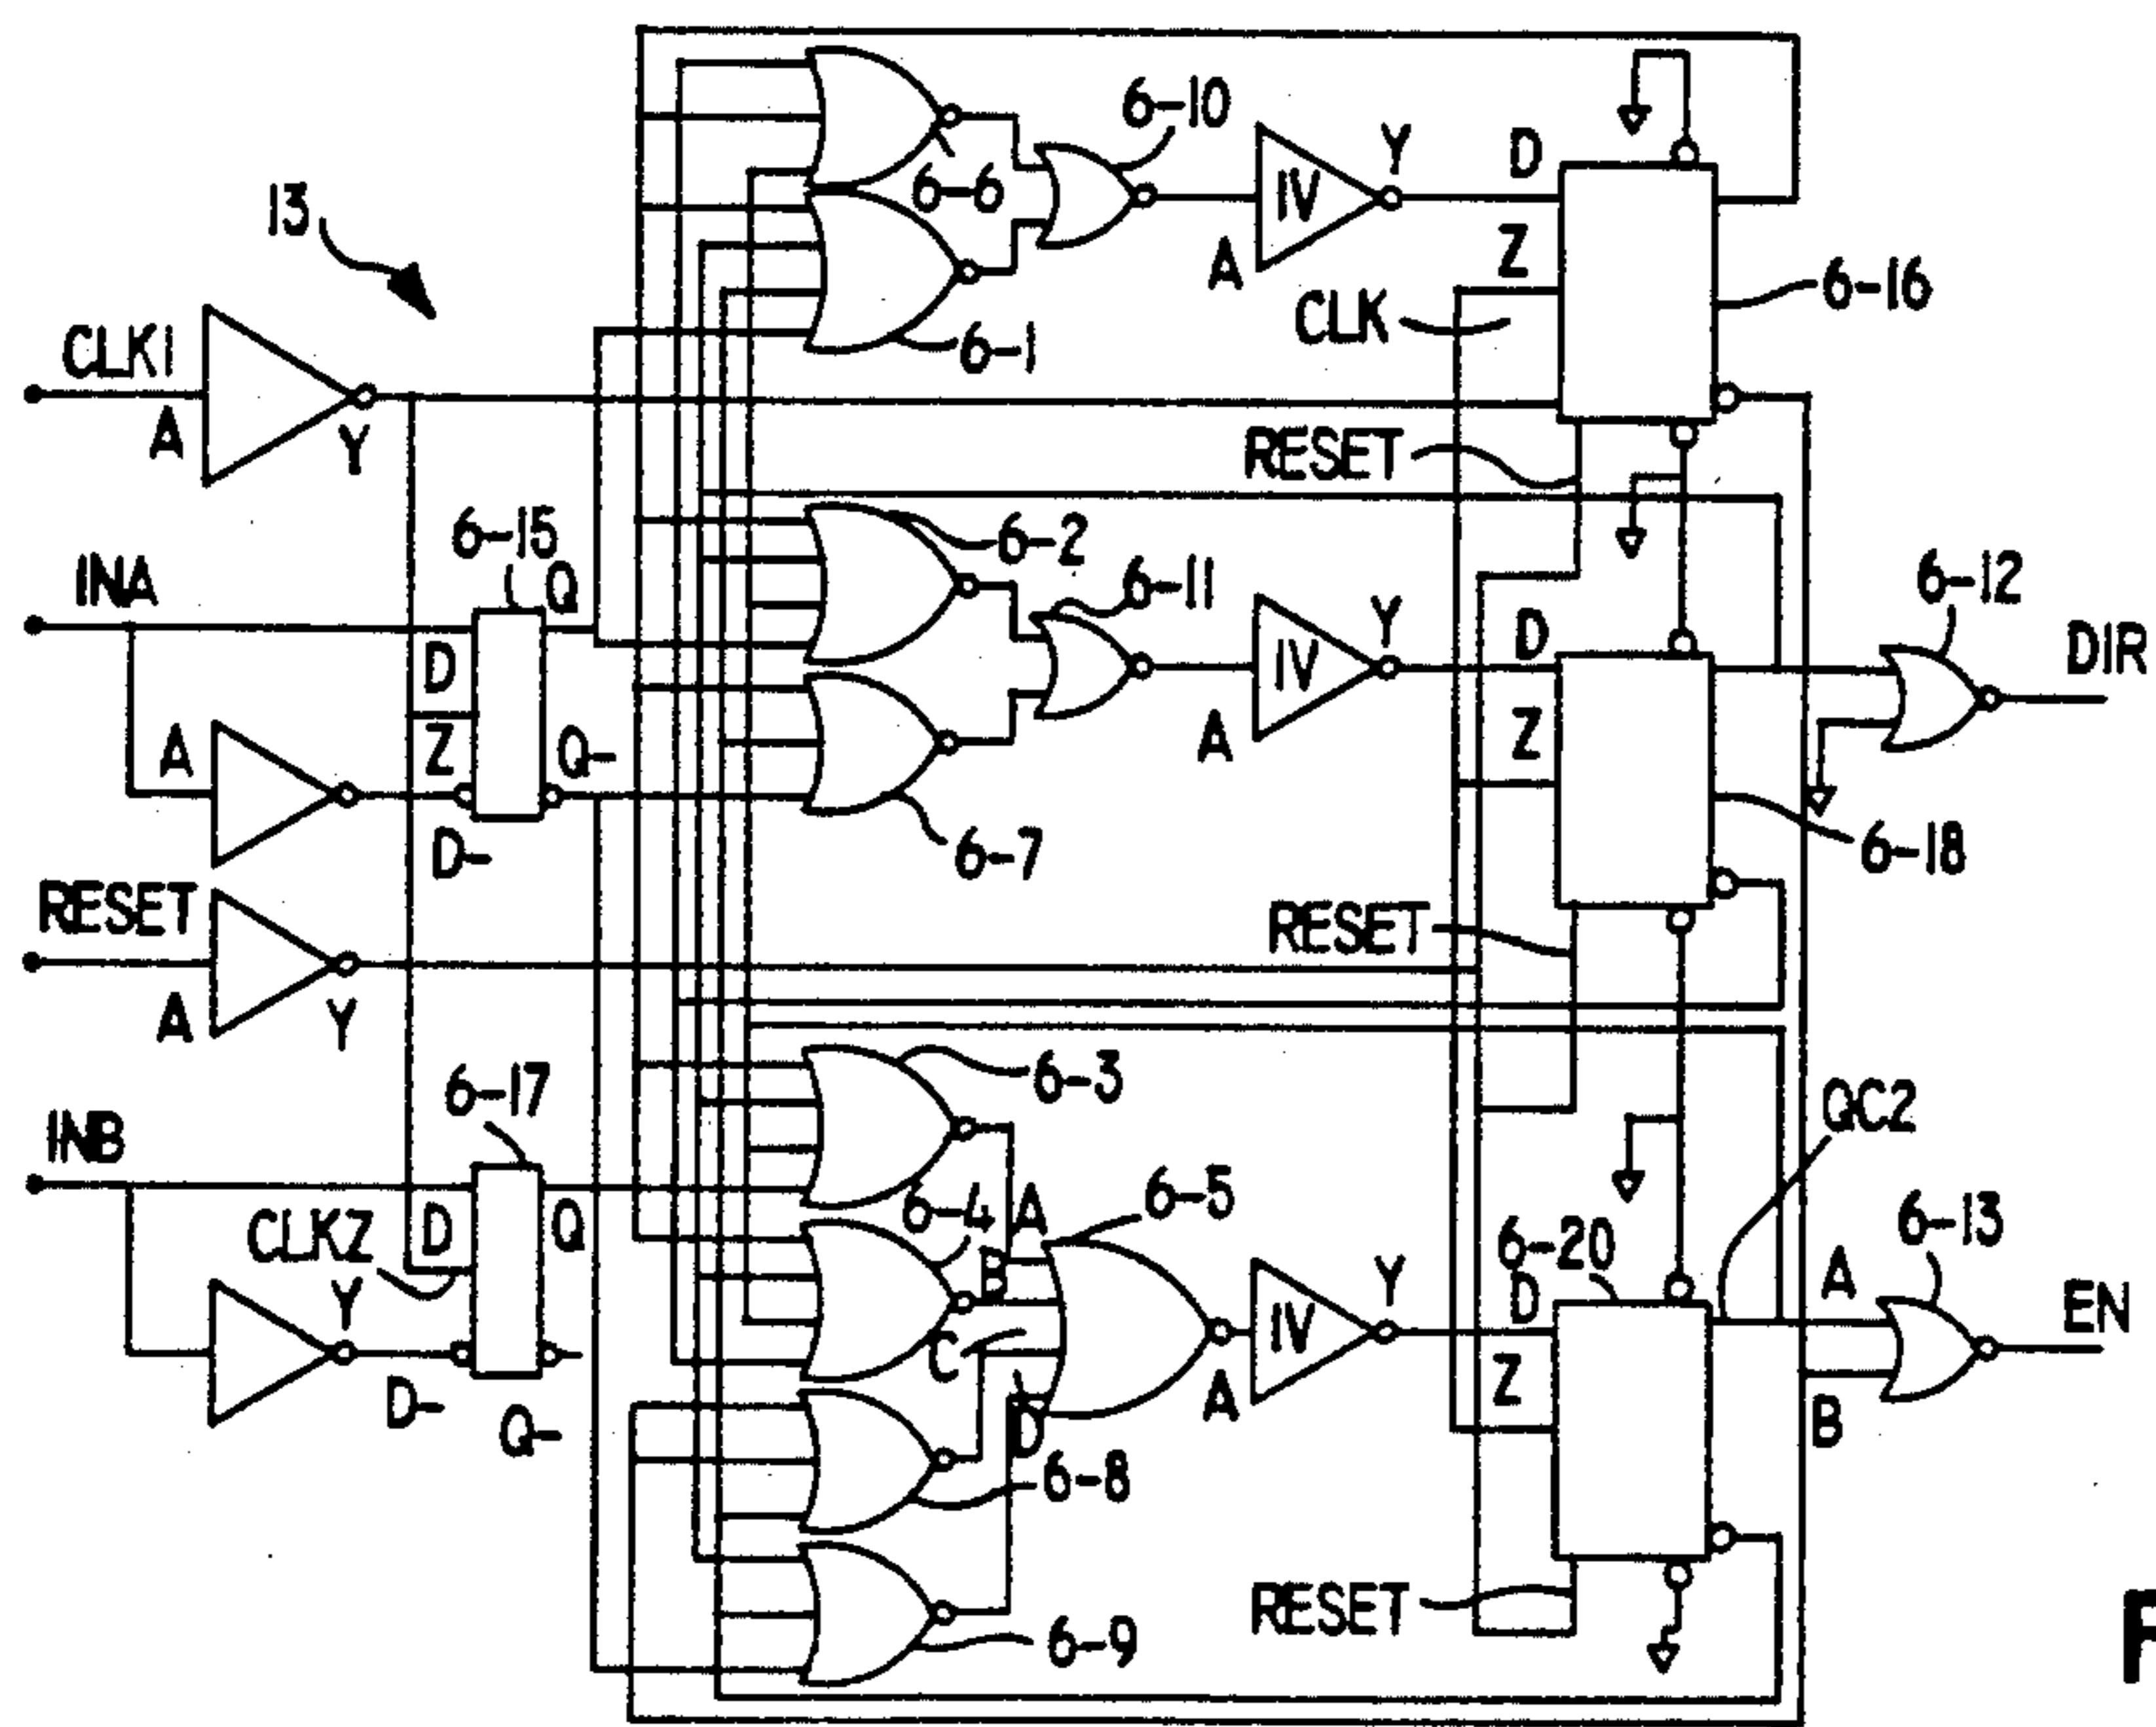 13
CLK1
A
Y
6-6
6-1
6-10
A
IV
Y
D
Z
CLK
6-16
RESET
INA
6-15
Q
D
Z
Q-
D-
A
6-2
6-11
6-7
A
IV
Y
D
Z
6-18
6-12
DIR
RESET
A
Y
RESET
INB
6-17
D
Q
CLKZ
Y
D-
Q-
6-3
6-4
A
B
C
D
6-5
A
IV
Y
6-20
D
Z
QC2
A
6-13
EN
B
6-8
6-9
RESET